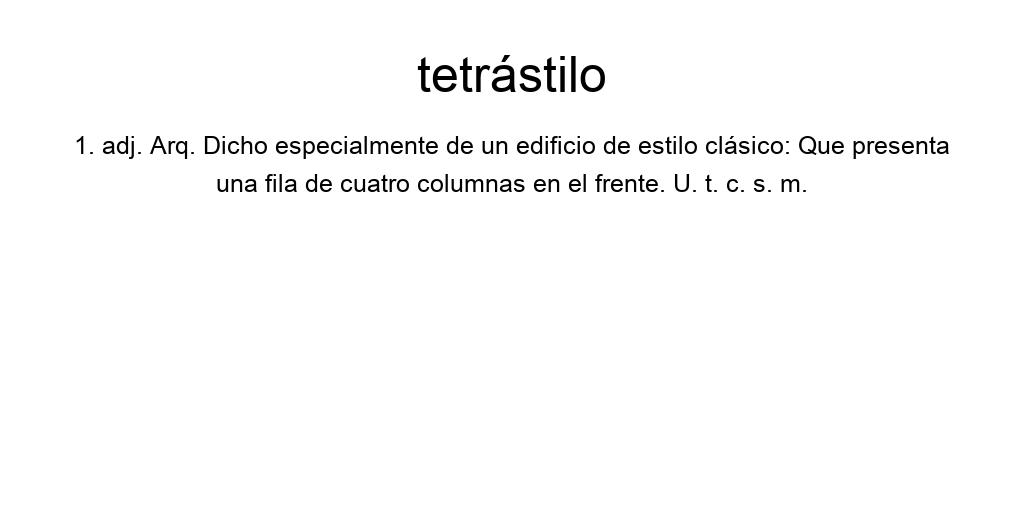 tetrástilo
1. adj. Arq. Dicho especialmente de un edificio de estilo clásico: Que presenta
una fila de cuatro columnas en el frente. U. t. c. s. m.